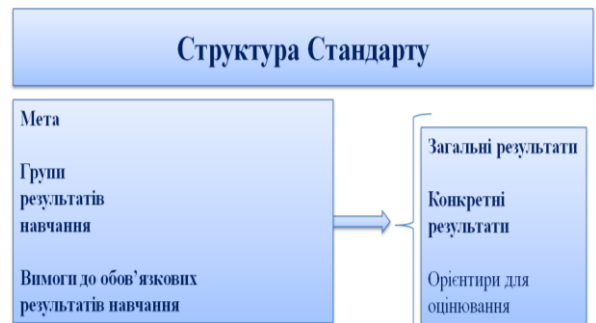 Структура Стандарту
Мета
Групи
результатів
навчання
Вимоги до обов’язкових
результатів навчання
Загальні результати
Конкретні
результати
Орієнтири для
оцінювання